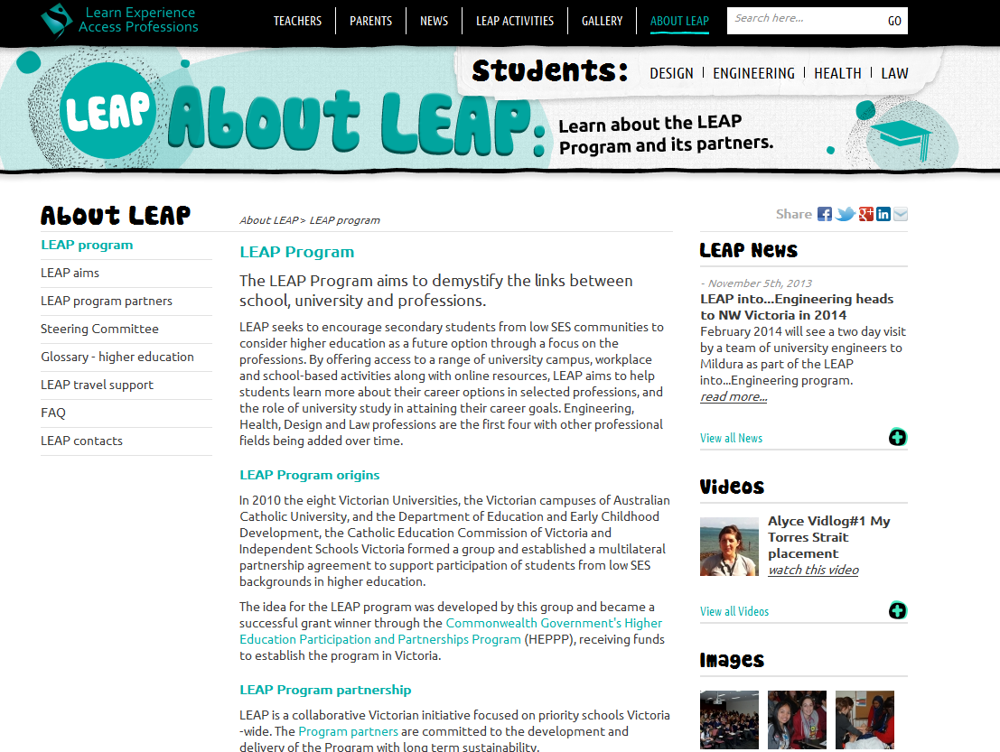 Learn Experience
Access Professions
TEACHERS
PARENTS
NEWS
LEAP ACTIVITIES
GALLERY
ABOUT LEAP
Search here...
GO
Students:
DESIGN
ENGINEERING
HEALTH
LAW
LEAP
About LEAP:
Learn about the LEAP
Program and its partners.
About LEAP
LEAP program
LEAP aims
LEAP program partners
Steering Committee
Glossary - higher education
LEAP travel support
FAQ
LEAP contacts
About LEAP > LEAP program
LEAP Program
The LEAP Program aims to demystify the links between
school, university and professions.
LEAP seeks to encourage secondary students from low SES communities to
consider higher education as a future option through a focus on the
professions. By offering access to a range of university campus, workplace
and school-based activities along with online resources, LEAP aims to help
students learn more about their career options in selected professions, and
the role of university study in attaining their career goals. Engineering,
Health, Design and Law professions are the first four with other professional
fields being added over time.
LEAP Program origins
In 2010 the eight Victorian Universities, the Victorian campuses of Australian
Catholic University, and the Department of Education and Early Childhood
Development, the Catholic Education Commission of Victoria and
Independent Schools Victoria formed a group and established a multilateral
partnership agreement to support participation of students from low SES
backgrounds in higher education.
The idea for the LEAP program was developed by this group and became a
successful grant winner through the Commonwealth Government's Higher
Education Participation and Partnerships Program (HEPPP), receiving funds
to establish the program in Victoria.
LEAP Program partnership
LEAP is a collaborative Victorian initiative focused on priority schools Victoria
-wide. The Program partners are committed to the development and
delivery of the Program with long term sustainability.
Share
LEAP News
- November 5th, 2013
LEAP into...Engineering heads
to NW Victoria in 2014
February 2014 will see a two day visit
by a team of university engineers to
Mildura as part of the LEAP
into...Engineering program.
read more...
View all News
Videos
Alyce Vidlog#1 My
Torres Strait
placement
watch this video
View all Videos
Images